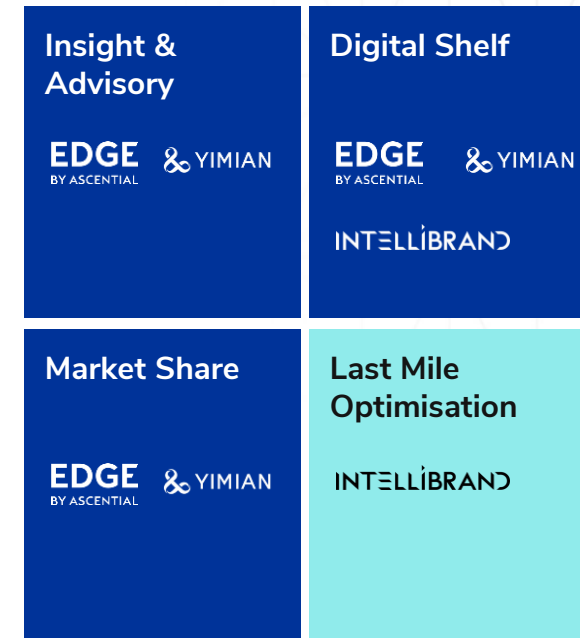 Insight &
Advisory
EDGE
BY ASCENTIAL
YIMIAN
Digital Shelf
EDGE
BY ASCENTIAL
YIMIAN
INTELLIBRAND
Market Share
EDGE
BY ASCENTIAL
YIMIAN
Last Mile
Optimisation
INTELLIBRAND